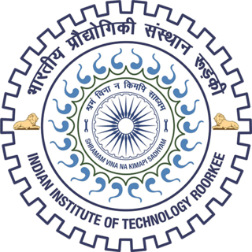 भारतीय प्रौद्योगिकी संस्थान रूड़की
श्रमं विना न किमपि साध्यम्
SHRAMAM VINA NA KIMAPI SADHYAM
INDIAN INSTITUTE OF TECHNOLOGY ROORKEE